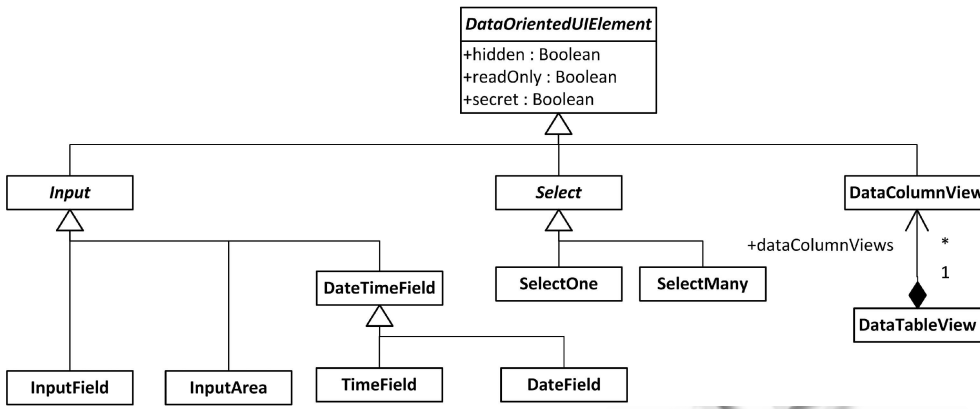 DataOrientedUIElement
+hidden : Boolean
+readOnly : Boolean
+secret : Boolean
Input
Select
DataColumnView
+dataColumnViews
*
1
DateTimeField
SelectOne
SelectMany
DataTableView
InputField
InputArea
TimeField
DateField